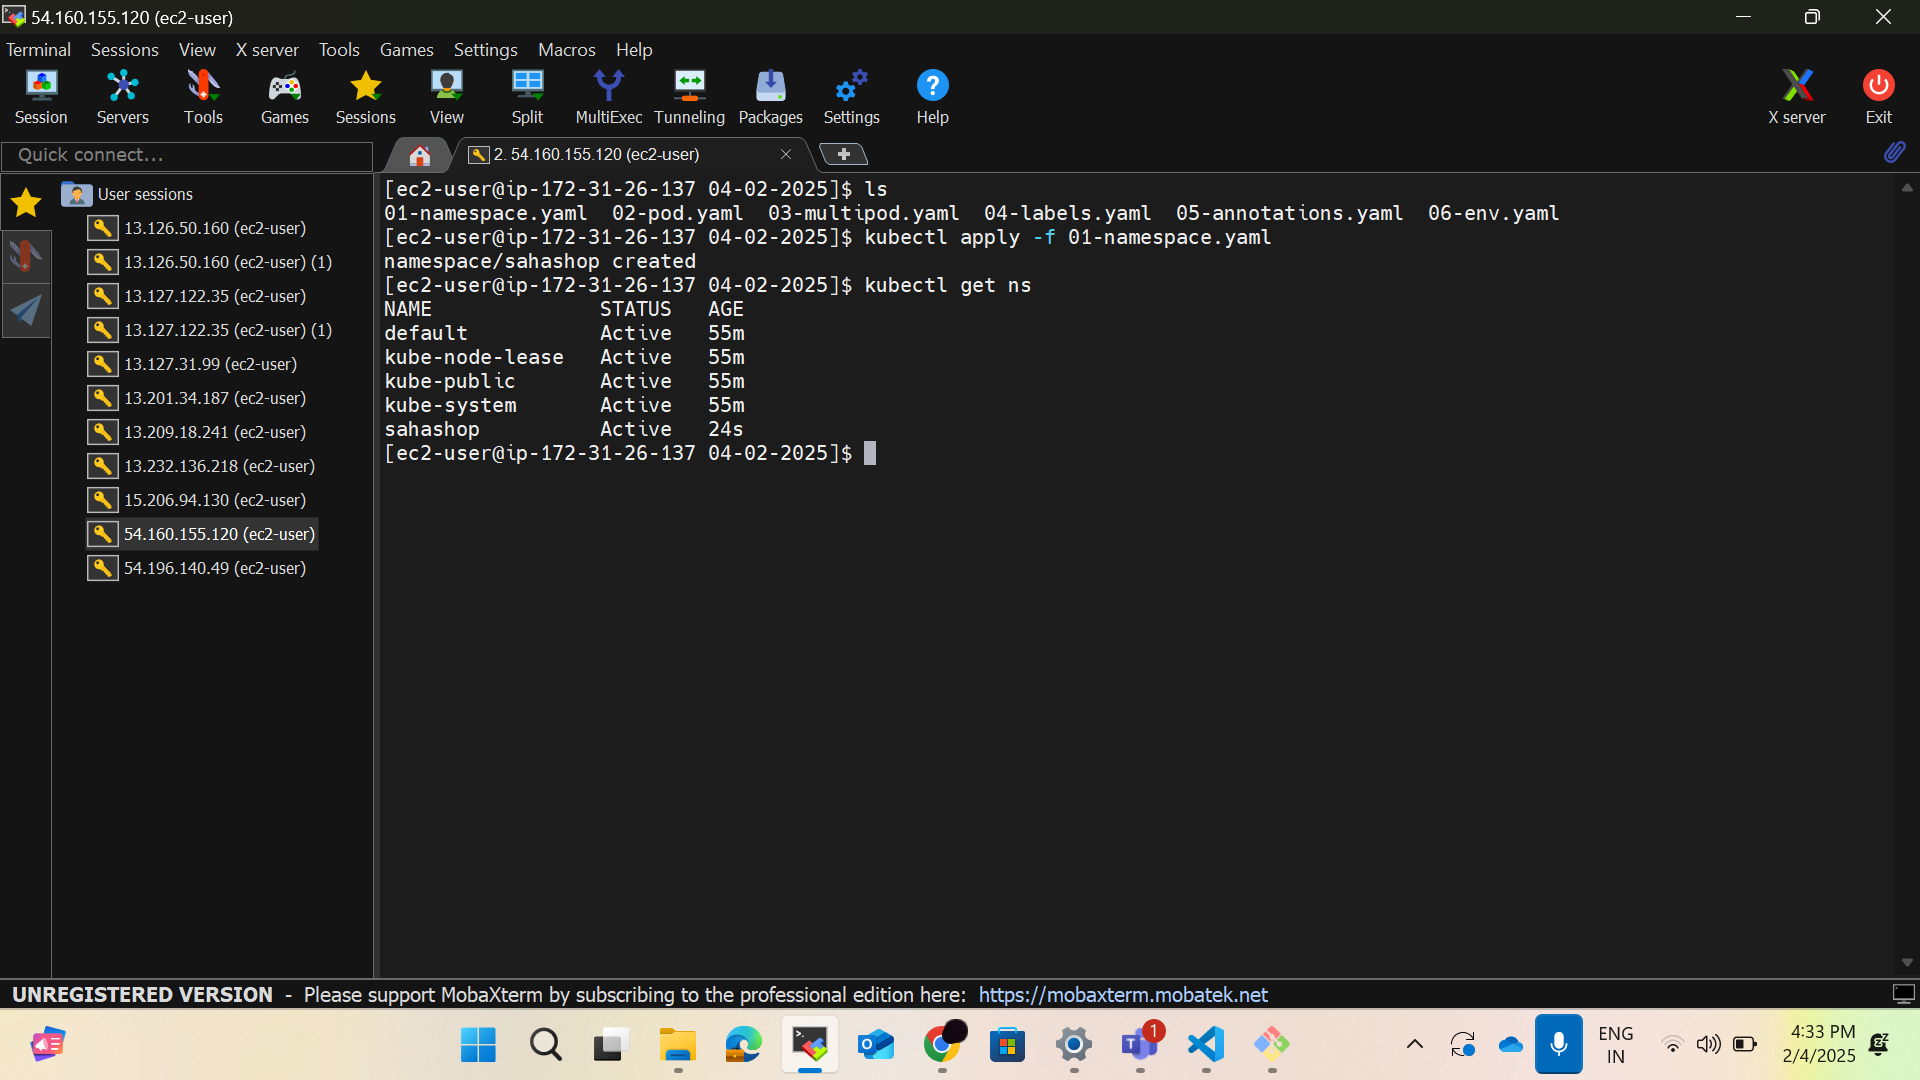 54.160.155.120 (ec2-user)
Terminal Sessions View X server Tools Games Settings Macros Help
Session Servers Tools Games Sessions View Split MultiExec Tunneling Packages Settings Help X server Exit
Quick connect...
2. 54.160.155.120 (ec2-user)
User sessions
13.126.50.160 (ec2-user)
13.126.50.160 (ec2-user) (1)
13.127.122.35 (ec2-user)
13.127.122.35 (ec2-user) (1)
13.127.31.99 (ec2-user)
13.201.34.187 (ec2-user)
13.209.18.241 (ec2-user)
13.232.136.218 (ec2-user)
15.206.94.130 (ec2-user)
54.160.155.120 (ec2-user)
54.196.140.49 (ec2-user)
[ec2-user@ip-172-31-26-137 04-02-2025]$ ls
01-namespace.yaml 02-pod.yaml 03-multipod.yaml 04-labels.yaml 05-annotations.yaml 06-env.yaml
[ec2-user@ip-172-31-26-137 04-02-2025]$ kubectl apply -f 01-namespace.yaml
namespace/sahashop created
[ec2-user@ip-172-31-26-137 04-02-2025]$ kubectl get ns
NAME STATUS AGE
default Active 55m
kube-node-lease Active 55m
kube-public Active 55m
kube-system Active 55m
sahashop Active 24s
[ec2-user@ip-172-31-26-137 04-02-2025]$
UNREGISTERED VERSION - Please support MobaXterm by subscribing to the professional edition here: https://mobaxterm.mobatek.net
1
ENG
IN
4:33 PM
2/4/2025